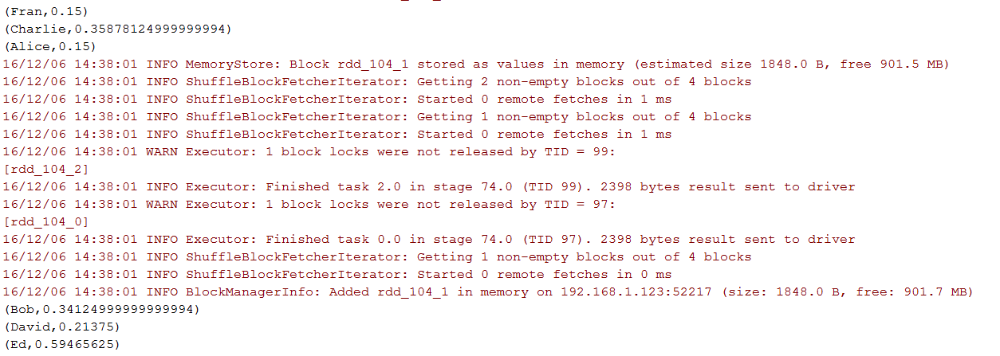 (Fran,0.15)
(Charlie,0.35878124999999994)
(Alice,0.15)
16/12/06 14:38:01 INFO MemoryStore: Block rdd_104_1 stored as values in memory (estimated size 1848.0 B, free 901.5 MB)
16/12/06 14:38:01 INFO ShuffleBlockFetcherIterator: Getting 2 non-empty blocks out of 4 blocks
16/12/06 14:38:01 INFO ShuffleBlockFetcherIterator: Started 0 remote fetches in 1 ms
16/12/06 14:38:01 INFO ShuffleBlockFetcherIterator: Getting 1 non-empty blocks out of 4 blocks
16/12/06 14:38:01 INFO ShuffleBlockFetcherIterator: Started 0 remote fetches in 1 ms
16/12/06 14:38:01 WARN Executor: 1 block locks were not released by TID = 99:
[rdd_104_2]
16/12/06 14:38:01 INFO Executor: Finished task 2.0 in stage 74.0 (TID 99). 2398 bytes result sent to driver
16/12/06 14:38:01 WARN Executor: 1 block locks were not released by TID = 97:
[rdd_104_0]
16/12/06 14:38:01 INFO Executor: Finished task 0.0 in stage 74.0 (TID 97). 2398 bytes result sent to driver
16/12/06 14:38:01 INFO ShuffleBlockFetcherIterator: Getting 1 non-empty blocks out of 4 blocks
16/12/06 14:38:01 INFO ShuffleBlockFetcherIterator: Started 0 remote fetches in 0 ms
16/12/06 14:38:01 INFO BlockManagerInfo: Added rdd_104_1 in memory on 192.168.1.123:52217 (size: 1848.0 B, free: 901.7 MB)
(Bob,0.34124999999999994)
(David,0.21375)
(Ed,0.59465625)